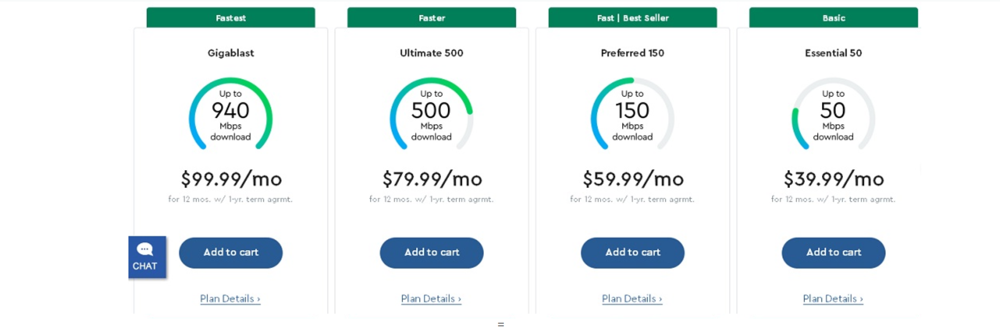 Fastest
Gigablast
Up to
940
Mbps
download
$99.99/mo
for 12 mos. w/ 1-yr. term agrmt.
Add to cart
Plan Details ›
Faster
Ultimate 500
Up to
500
Mbps
download
$79.99/mo
for 12 mos. w/ 1-yr. term agrmt.
Add to cart
Plan Details ›
Fast | Best Seller
Preferred 150
Up to
150
Mbps
download
$59.99/mo
for 12 mos. w/ 1-yr. term agrmt.
Add to cart
Plan Details ›
Basic
Essential 50
Up to
50
Mbps
download
$39.99/mo
for 12 mos. w/ 1-yr. term agrmt.
Add to cart
Plan Details ›
CHAT